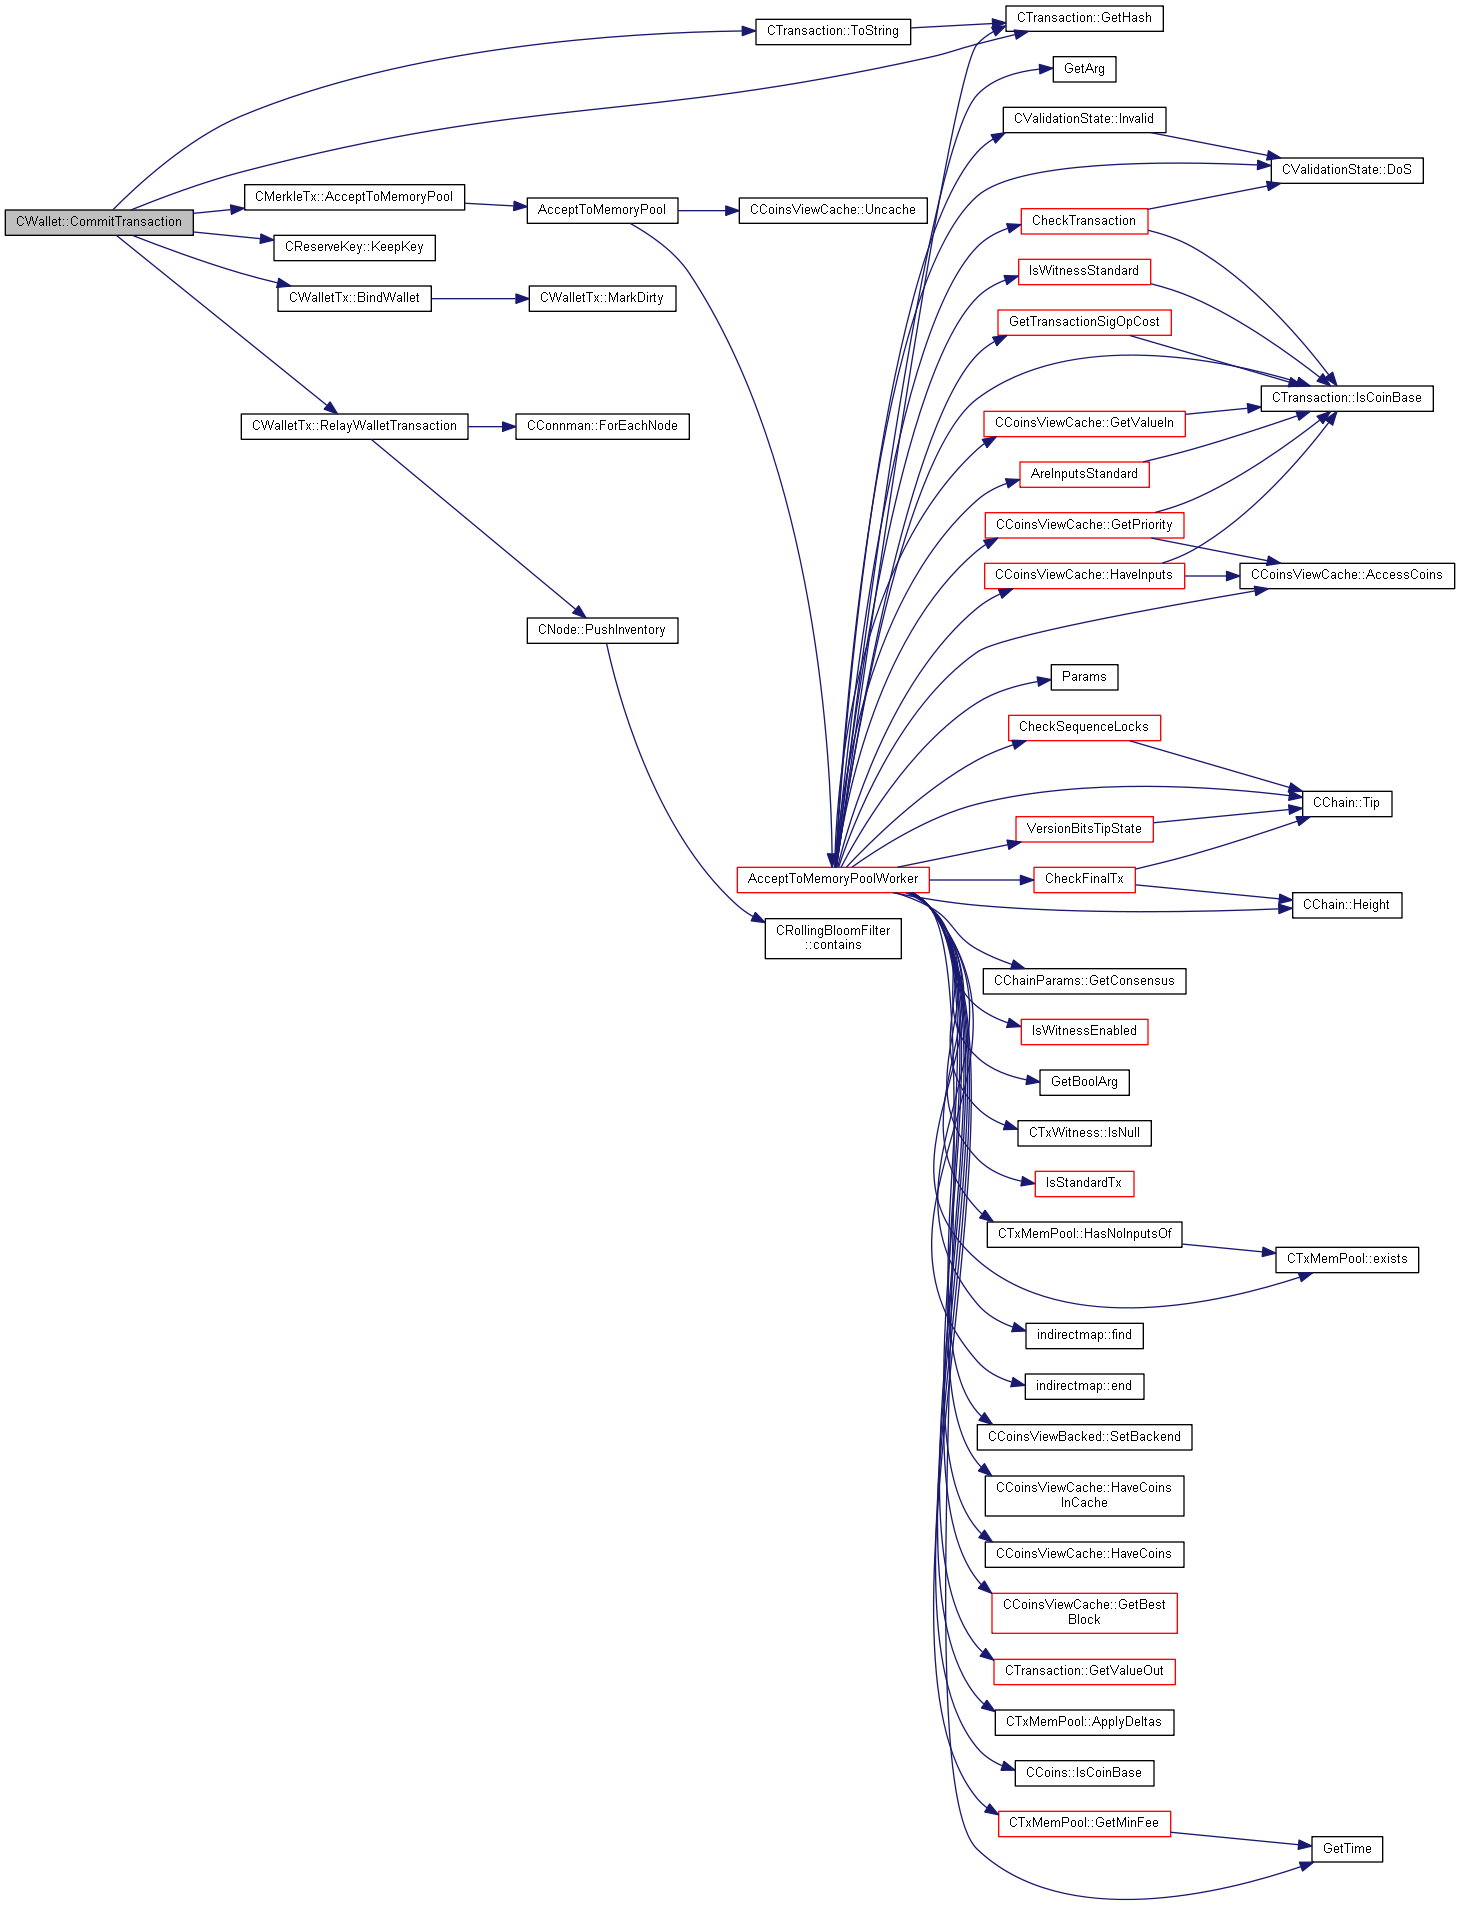 CTransaction::GetHash
CTransaction::ToString
GetArg
CValidationState::Invalid
CValidationState::DoS
CMerkleTx::AcceptToMemoryPool
AcceptToMemoryPool
CCoinsViewCache::Uncache
CWallet::CommitTransaction
CheckTransaction
CReserveKey::KeepKey
IsWitnessStandard
CWalletTx::BindWallet
CWalletTx::MarkDirty
GetTransactionSigOpCost
CTransaction::IsCoinBase
CWalletTx::RelayWalletTransaction
CConnman::ForEachNode
CCoinsViewCache::GetValueIn
AreInputsStandard
CCoinsViewCache::GetPriority
CCoinsViewCache::HaveInputs
CCoinsViewCache::AccessCoins
CNode::PushInventory
Params
CheckSequenceLocks
CChain::Tip
VersionBitsTipState
AcceptToMemoryPoolWorker
CheckFinalTx
CChain::Height
CRollingBloomFilter
::contains
CChainParams::GetConsensus
IsWitnessEnabled
GetBoolArg
CTxWitness::IsNull
IsStandardTx
CTxMemPool::HasNoInputsOf
CTxMemPool::exists
indirectmap::find
indirectmap::end
CCoinsViewBacked::SetBackend
CCoinsViewCache::HaveCoins
InCache
CCoinsViewCache::HaveCoins
CCoinsViewCache::GetBest
Block
CTransaction::GetValueOut
CTxMemPool::ApplyDeltas
CCoins::IsCoinBase
CTxMemPool::GetMinFee
GetTime